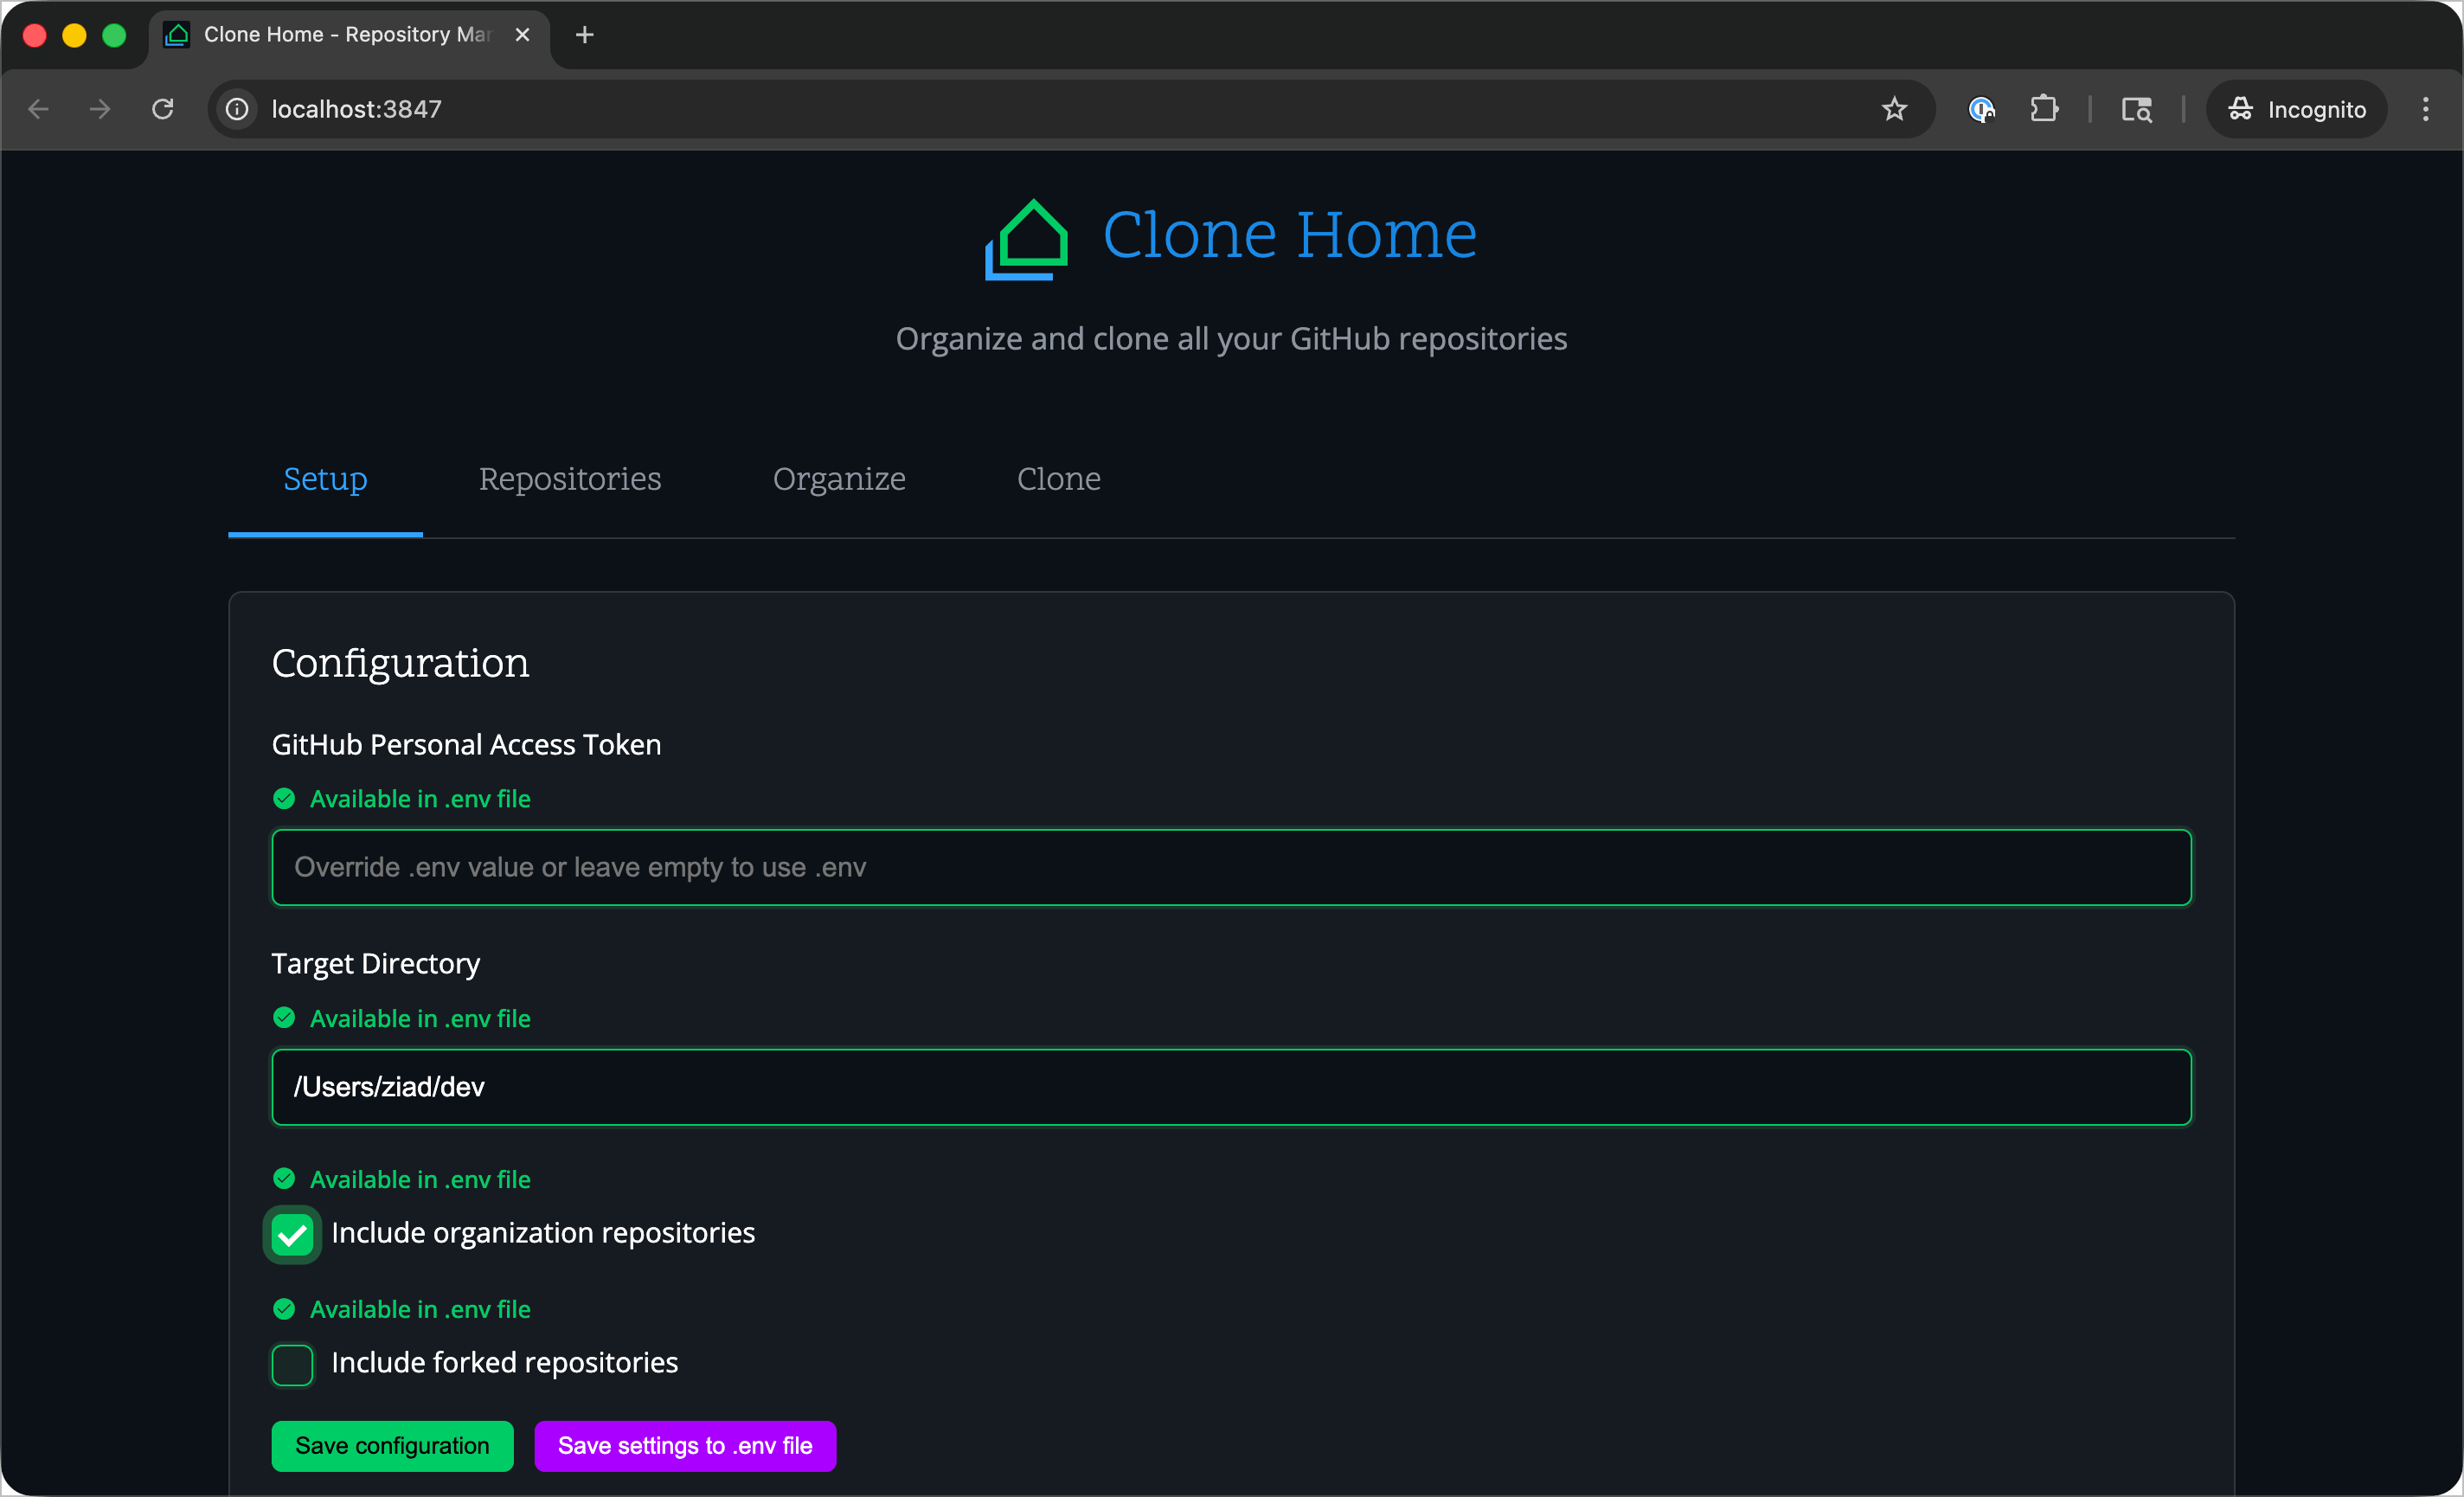 Clone Home - Repository Mar
localhost:3847
Incognito
Clone Home
Organize and clone all your GitHub repositories
Setup
Repositories
Organize
Clone
Configuration
GitHub Personal Access Token
Available in .env file
Override .env value or leave empty to use .env
Target Directory
Available in .env file
/Users/ziad/dev
Available in .env file
Include organization repositories
Available in .env file
Include forked repositories
Save configuration
Save settings to .env file